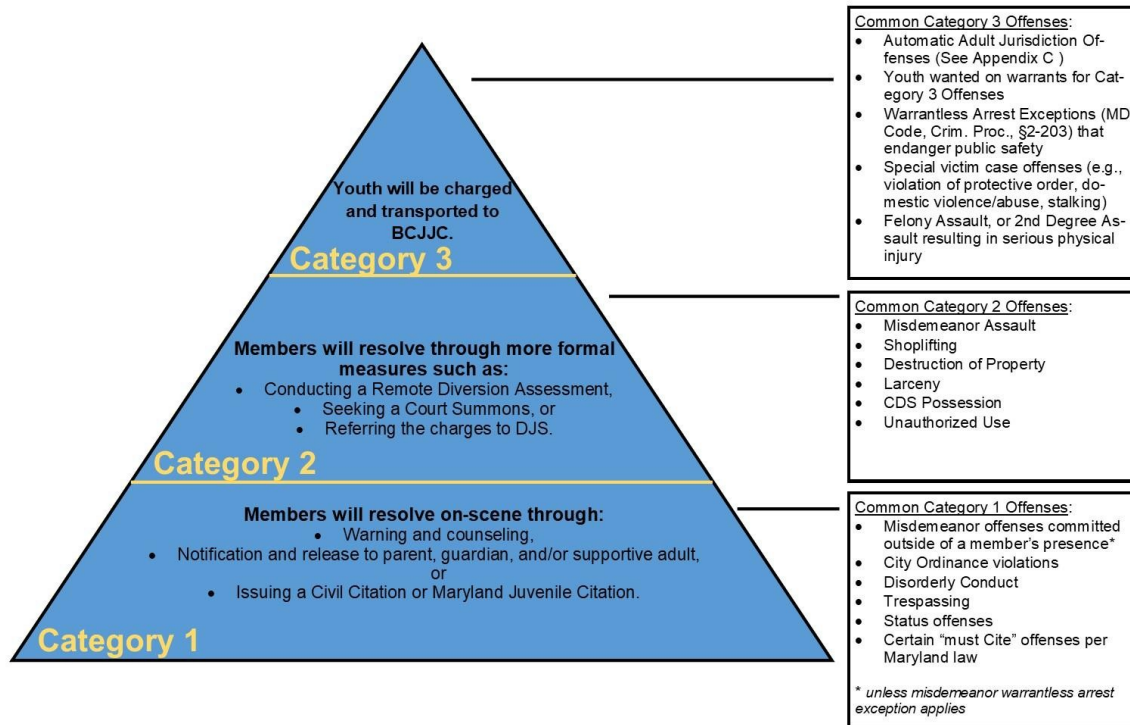 Youth will be charged
and transported to
BCJJC.
Category 3
Members will resolve through more formal
measures such as:
• Conducting a Remote Diversion Assessment,
• Seeking a Court Summons, or
• Referring the charges to DJS.
Category 2
Members will resolve on-scene through:
• Warning and counseling,
• Notification and release to parent, guardian, and/or supportive adult,
or
• Issuing a Civil Citation or Maryland Juvenile Citation.
Category 1
Common Category 3 Offenses:
• Automatic Adult Jurisdiction Of-
fenses (See Appendix C )
• Youth wanted on warrants for Cat-
egory 3 Offenses
• Warrantless Arrest Exceptions (MD
Code, Crim. Proc., §2-203) that
endanger public safety
• Special victim case offenses (e.g.,
violation of protective order, do-
mestic violence/abuse, stalking)
• Felony Assault, or 2nd Degree As-
sault resulting in serious physical
injury
Common Category 2 Offenses:
• Misdemeanor Assault
• Shoplifting
• Destruction of Property
• Larceny
• CDS Possession
• Unauthorized Use
Common Category 1 Offenses:
• Misdemeanor offenses committed
outside of a member's presence*
• City Ordinance violations
• Disorderly Conduct
• Trespassing
• Status offenses
• Certain “must Cite” offenses per
Maryland law
* unless misdemeanor warrantless arrest
exception applies